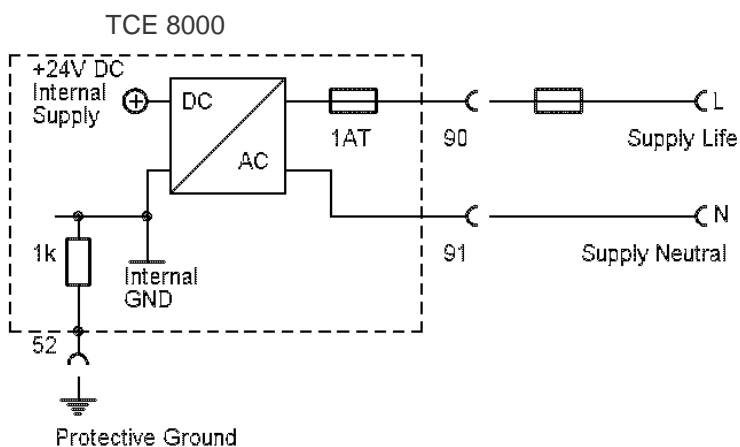 TCE 8000
+24V DC
Internal
Supply
DC
AC
1AT
90
L
Supply Life
N
91
Supply Neutral
1k
Internal
GND
52
Protective Ground